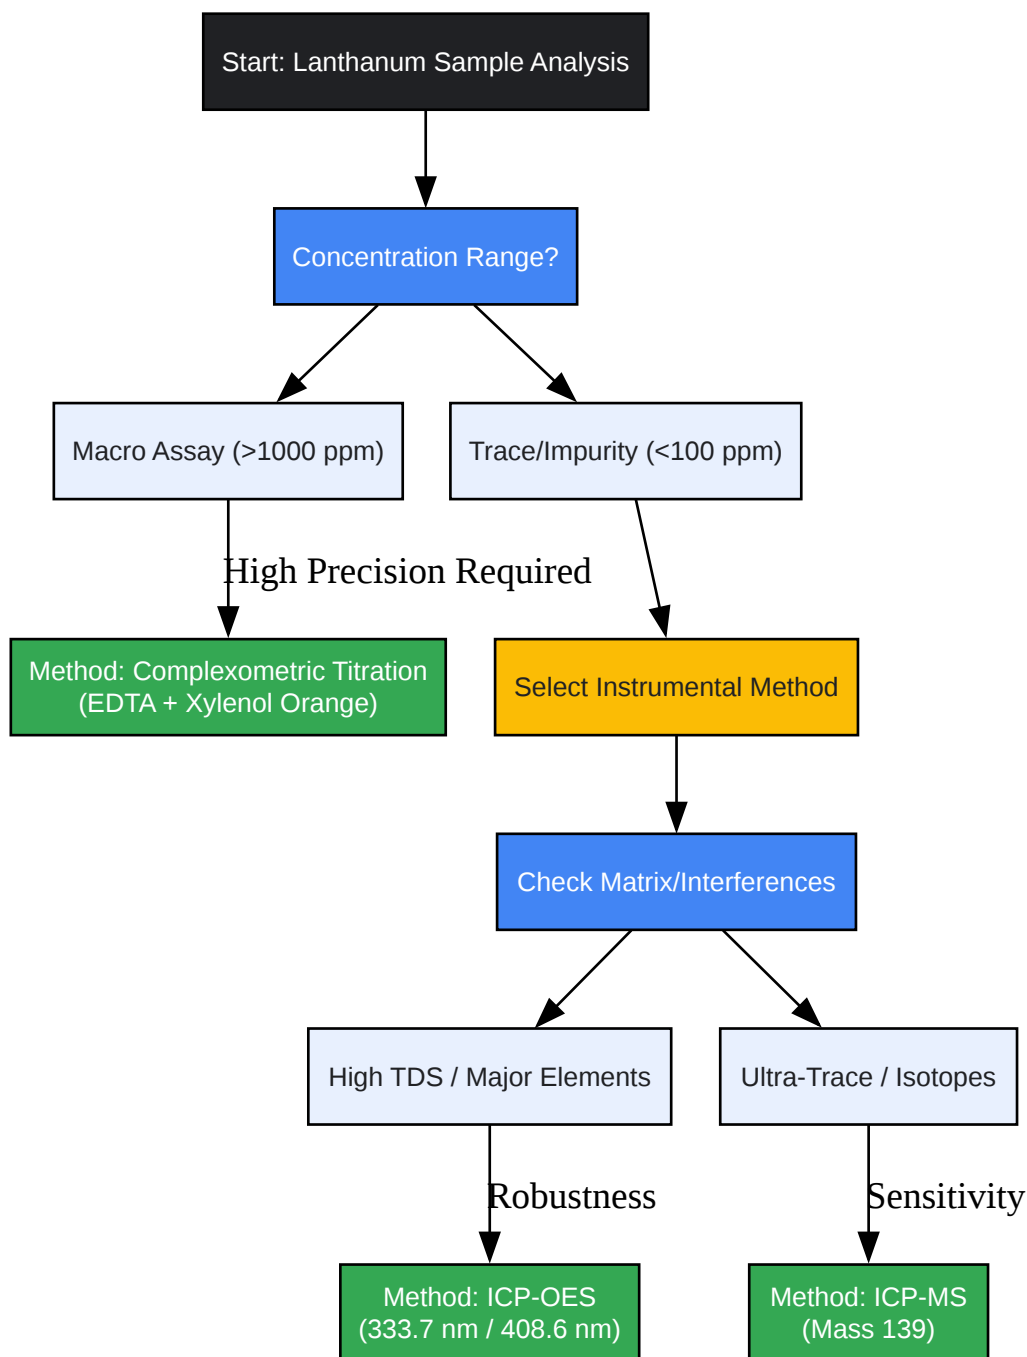 Start: Lanthanum Sample Analysis
Concentration Range?
Macro Assay (>1000 ppm)
Trace/Impurity (<100 ppm)
High Precision Required
Method: Complexometric Titration
(EDTA + Xylenol Orange)
Select Instrumental Method
Check Matrix/Interferences
High TDS / Major Elements
Ultra-Trace / Isotopes
Robustness
Sensitivity
Method: ICP-OES
(333.7 nm / 408.6 nm)
Method: ICP-MS
(Mass 139)